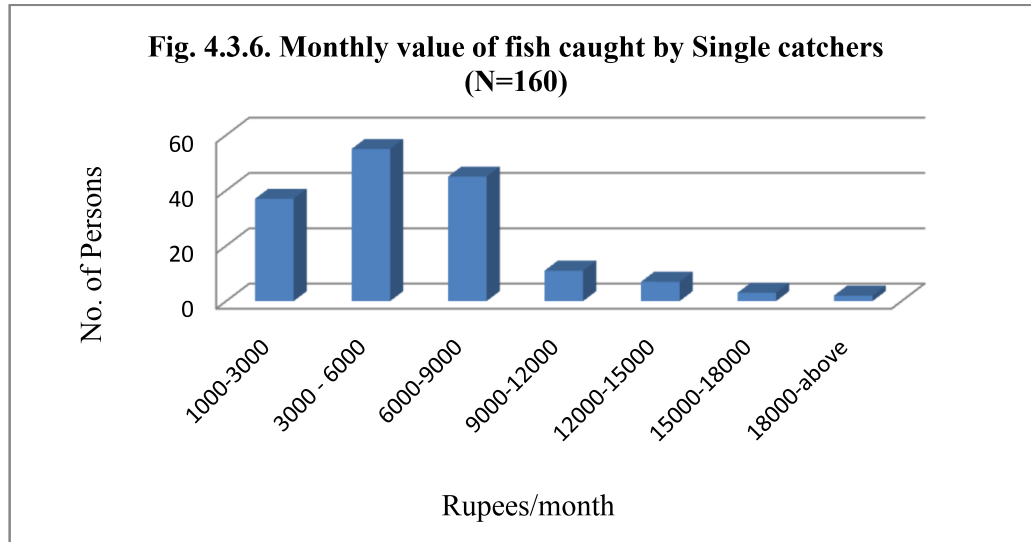 Fig. 4.3.6. Monthly value of fish caught by Single catchers
(N=160)
No. of Persons
60
40
20
0
1000-3000
3000 - 6000
6000-9000
9000-12000
12000-15000
15000-18000
18000-above
Rupees/month